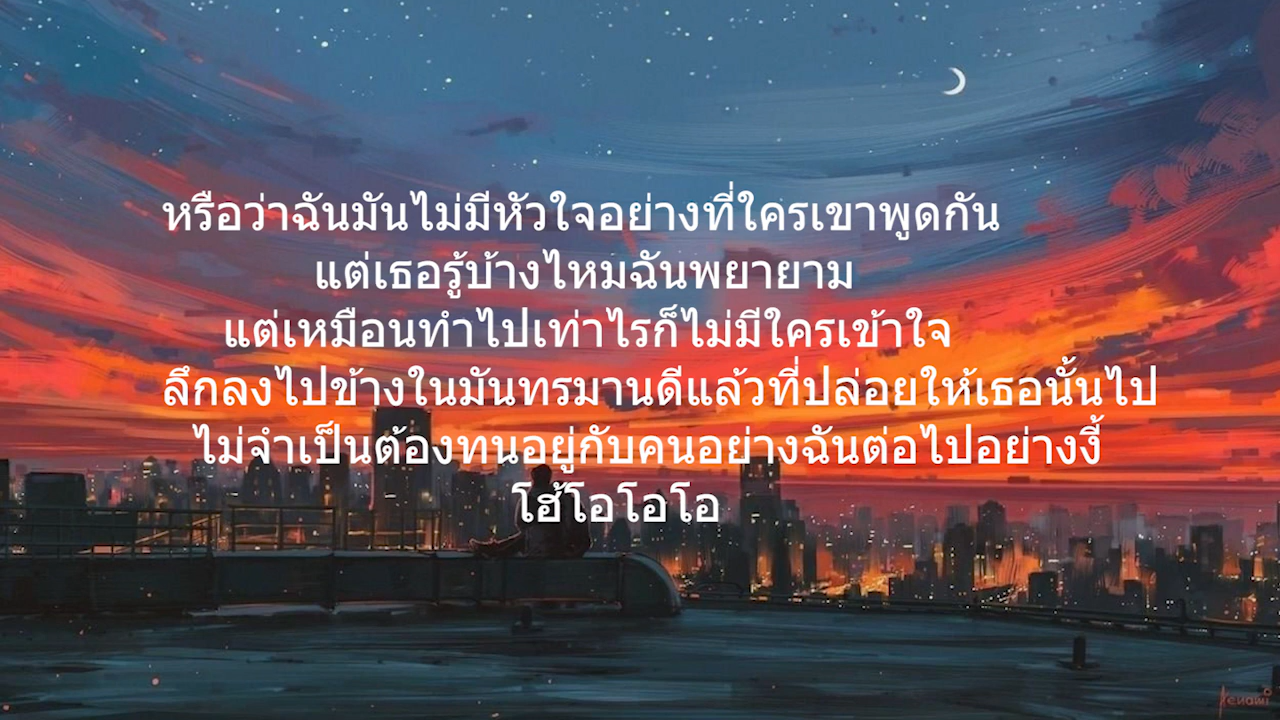 หรือว่าฉันมันไม่มีหัวใจอย่างที่ใครเขาพูดกัน
แต่เธอรู้บ้างไหมฉันพยายาม
แต่เหมือนทำไปเท่าไรก็ไม่มีใครเข้าใจ
ลึกลงไปข้างในมันทรมานดีแล้วที่ปล่อยให้เธอนั้นไป
ไม่จำเป็นต้องทนอยู่กับคนอย่างฉันต่อไปอย่างงี้
โฮ้โอโอโอ